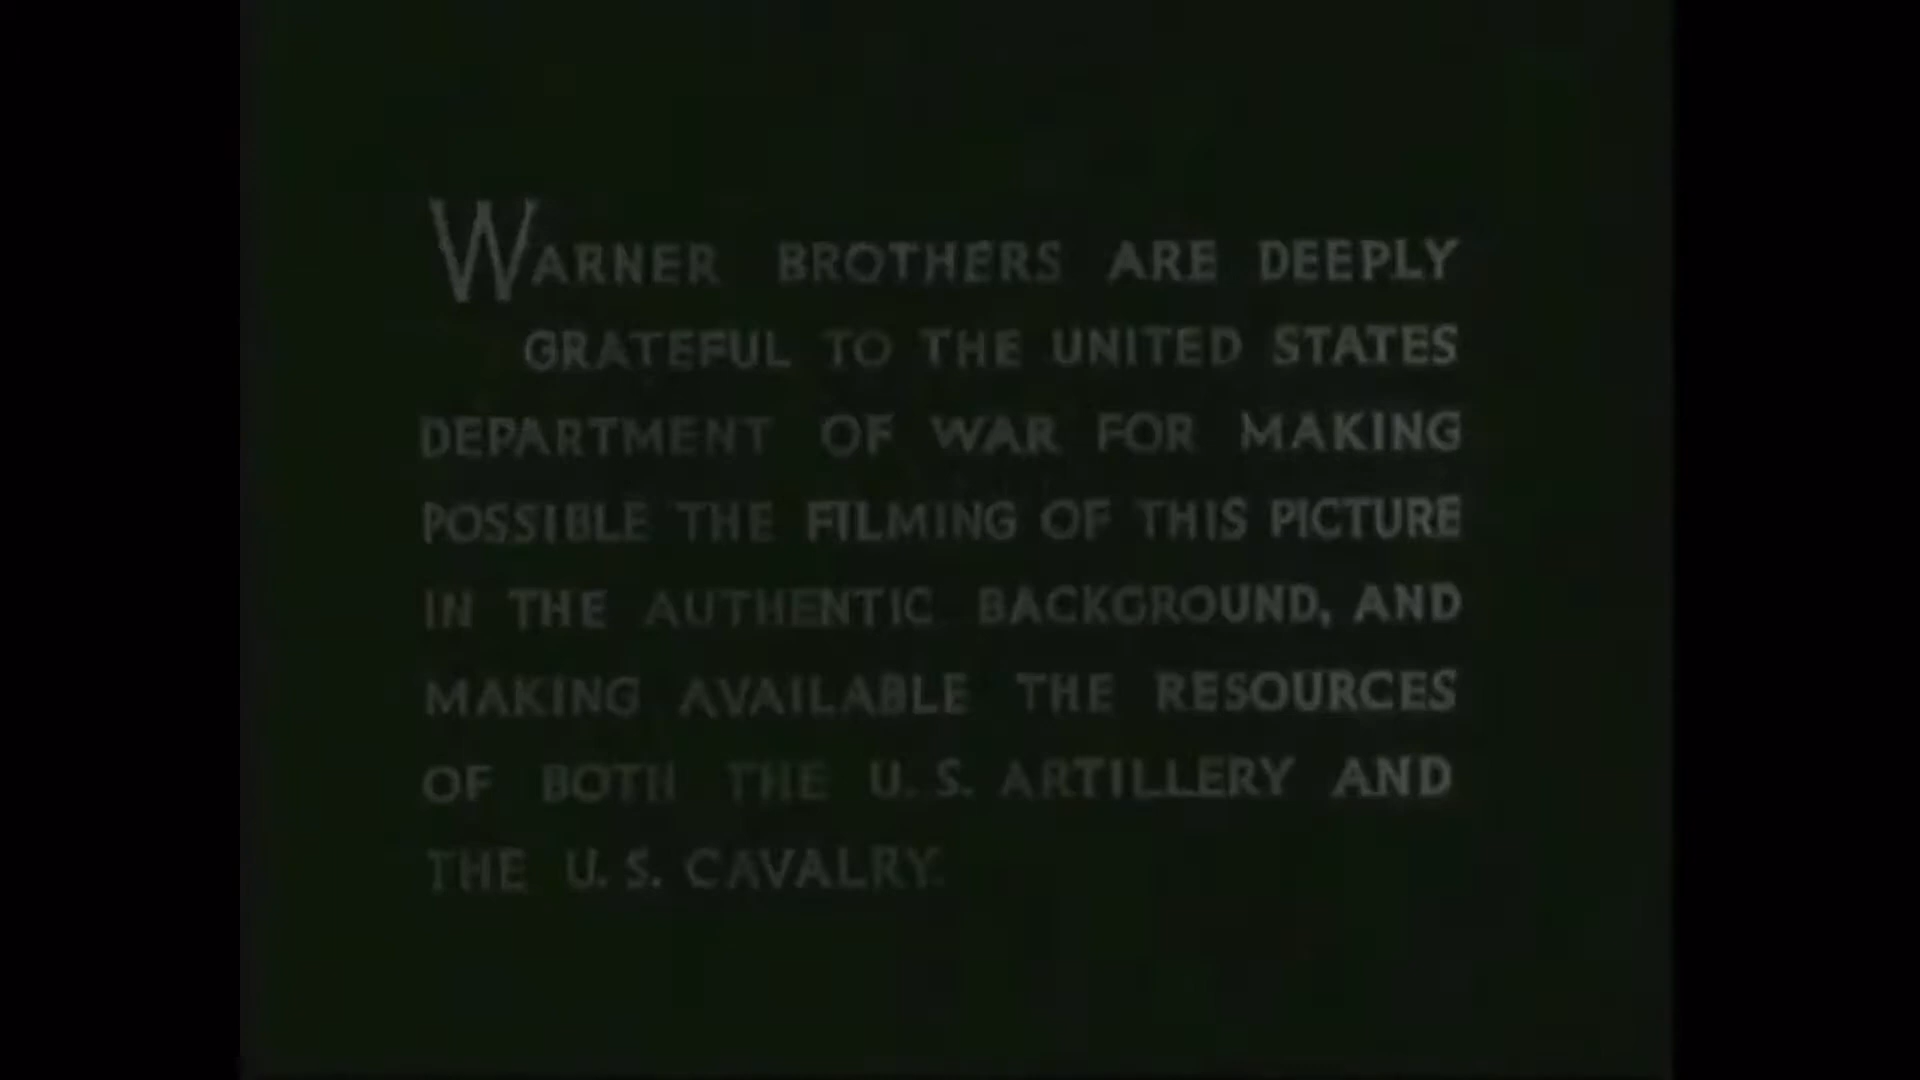 WARNER BROTHERS ARE DEEPLY
GRATEFUL TO THE UNITED STATES
DEPARTMENT OF WAR FOR MAKING
POSSIBLE THE FILMING OF THIS PICTURE
IN THE AUTHENTIC BACKGROUND, AND
MAKING AVAILABLE THE RESOURCES
OF BOTH THE U. S. ARTILLERY AND
THE U. S. CAVALRY.